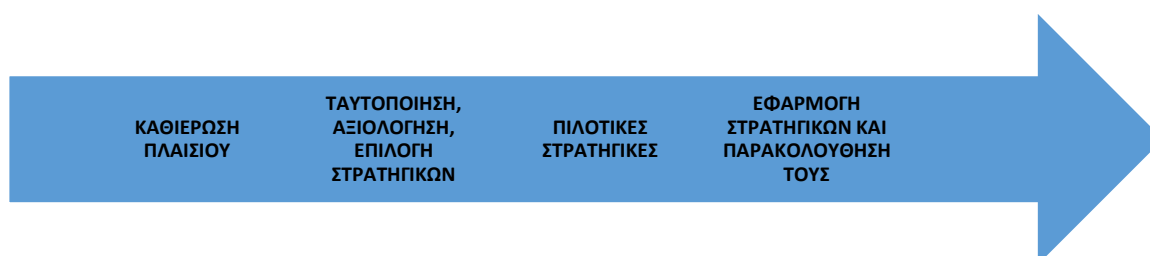 ΚΑΘΙΕΡΩΣΗ
ΠΛΑΙΣΙΟΥ
ΤΑΥΤΟΠΟΙΗΣΗ,
ΑΞΙΟΛΟΓΗΣΗ,
ΕΠΙΛΟΓΗ
ΣΤΡΑΤΗΓΙΚΩΝ
ΠΙΛΟΤΙΚΕΣ
ΣΤΡΑΤΗΓΙΚΕΣ
ΕΦΑΡΜΟΓΗ
ΣΤΡΑΤΗΓΙΚΩΝ ΚΑΙ
ΠΑΡΑΚΟΛΟΥΘΗΣΗ
ΤΟΥΣ